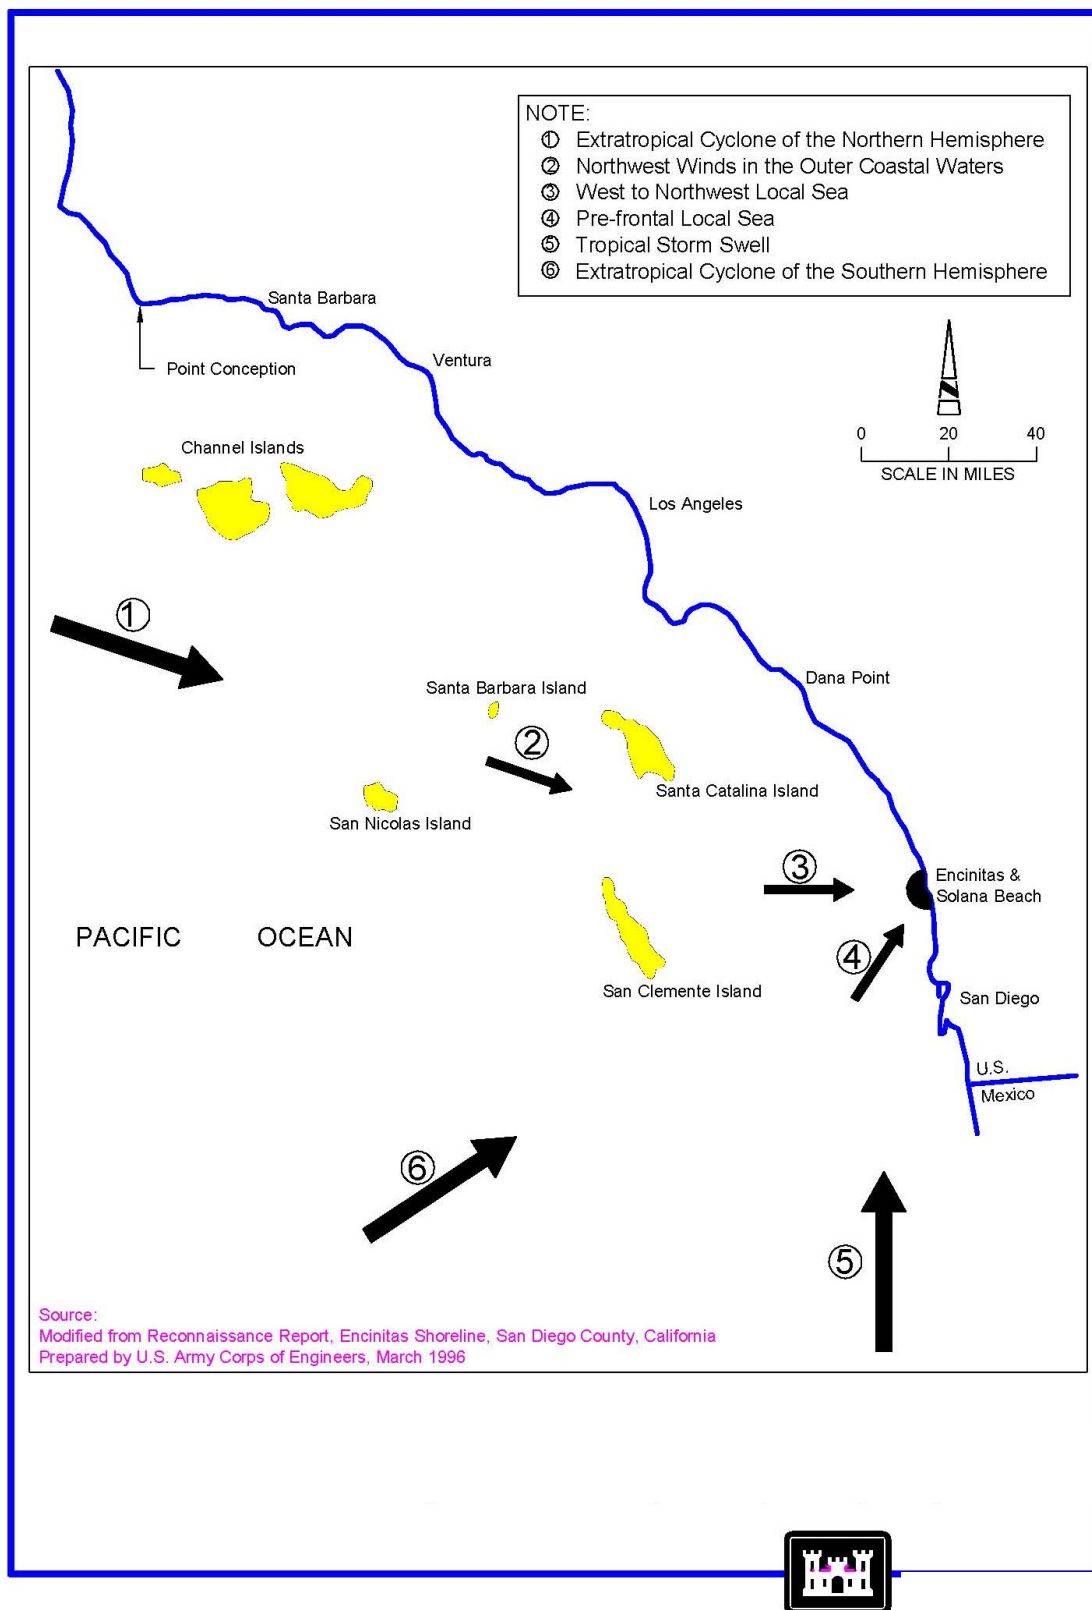 NOTE:
① Extratropical Cyclone of the Northern Hemisphere
② Northwest Winds in the Outer Coastal Waters
③ West to Northwest Local Sea
④ Pre-frontal Local Sea
⑤ Tropical Storm Swell
⑥ Extratropical Cyclone of the Southern Hemisphere
Santa Barbara
Point Conception
Ventura
N
0 20 40
SCALE IN MILES
Channel Islands
Los Angeles
①
Santa Barbara Island
Dana Point
②
Santa Catalina Island
San Nicolas Island
③
Encinitas &
Solana Beach
PACIFIC OCEAN
④
San Clemente Island
San Diego
U.S.
Mexico
⑥
⑤
Source:
Modified from Reconnaissance Report, Encinitas Shoreline, San Diego County, California
Prepared by U.S. Army Corps of Engineers, March 1996